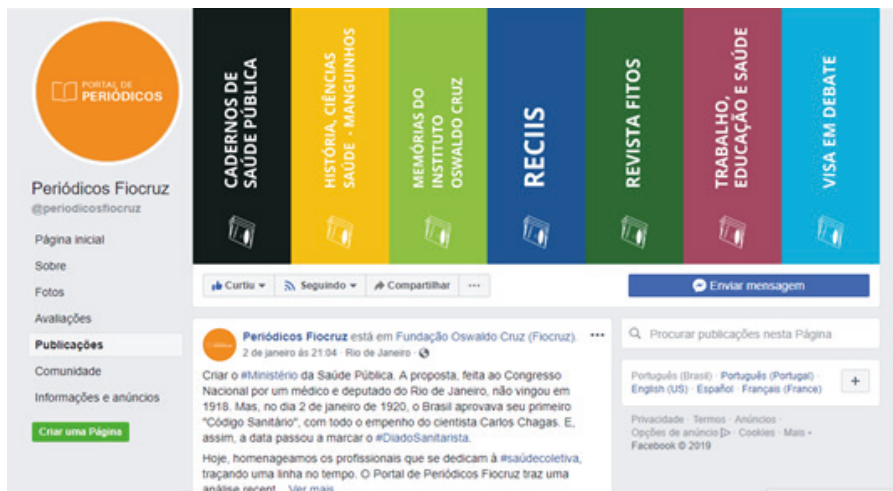 PORTAL DE
PERIÓDICOS
Periódicos Fiocruz
@periodicosfiocruz
Página inicial
Sobre
Fotos
Avaliações
Publicações
Comunidade
Informações e anúncios
Criar uma Página
CADERNOS DE
SAÚDE PÚBLICA
HISTÓRIA, CIÊNCIAS
SAÚDE - MANGUINHOS
MEMÓRIAS DO
INSTITUTO
OSWALDO CRUZ
RECIIS
REVISTA FITOS
TRABALHO,
EDUCAÇÃO E SAÚDE
VISA EM DEBATE
Curtiu
Seguindo
Compartilhar
Enviar mensagem
Periódicos Fiocruz está em Fundação Oswaldo Cruz (Fiocruz).
2 de janeiro às 21:04 · Rio de Janeiro ·
Criar o #Ministério da Saúde Pública. A proposta, feita ao Congresso
Nacional por um médico e deputado do Rio de Janeiro, não vingou em
1918. Mas, no dia 2 de janeiro de 1920, o Brasil aprovava seu primeiro
"Código Sanitário", com todo o empenho do cientista Carlos Chagas. E,
assim, a data passou a marcar o #DiadoSanitarista.
Hoje, homenageamos os profissionais que se dedicam à #saúdecoletiva,
traçando uma linha no tempo. O Portal de Periódicos Fiocruz traz uma
análise recent... Ver mais
Procurar publicações nesta Página
Português (Brasil) · Português (Portugal) ·
English (US) · Español · Français (France)
Privacidade · Termos · Anúncios ·
Opções de anúncio · Cookies · Mais
Facebook © 2019